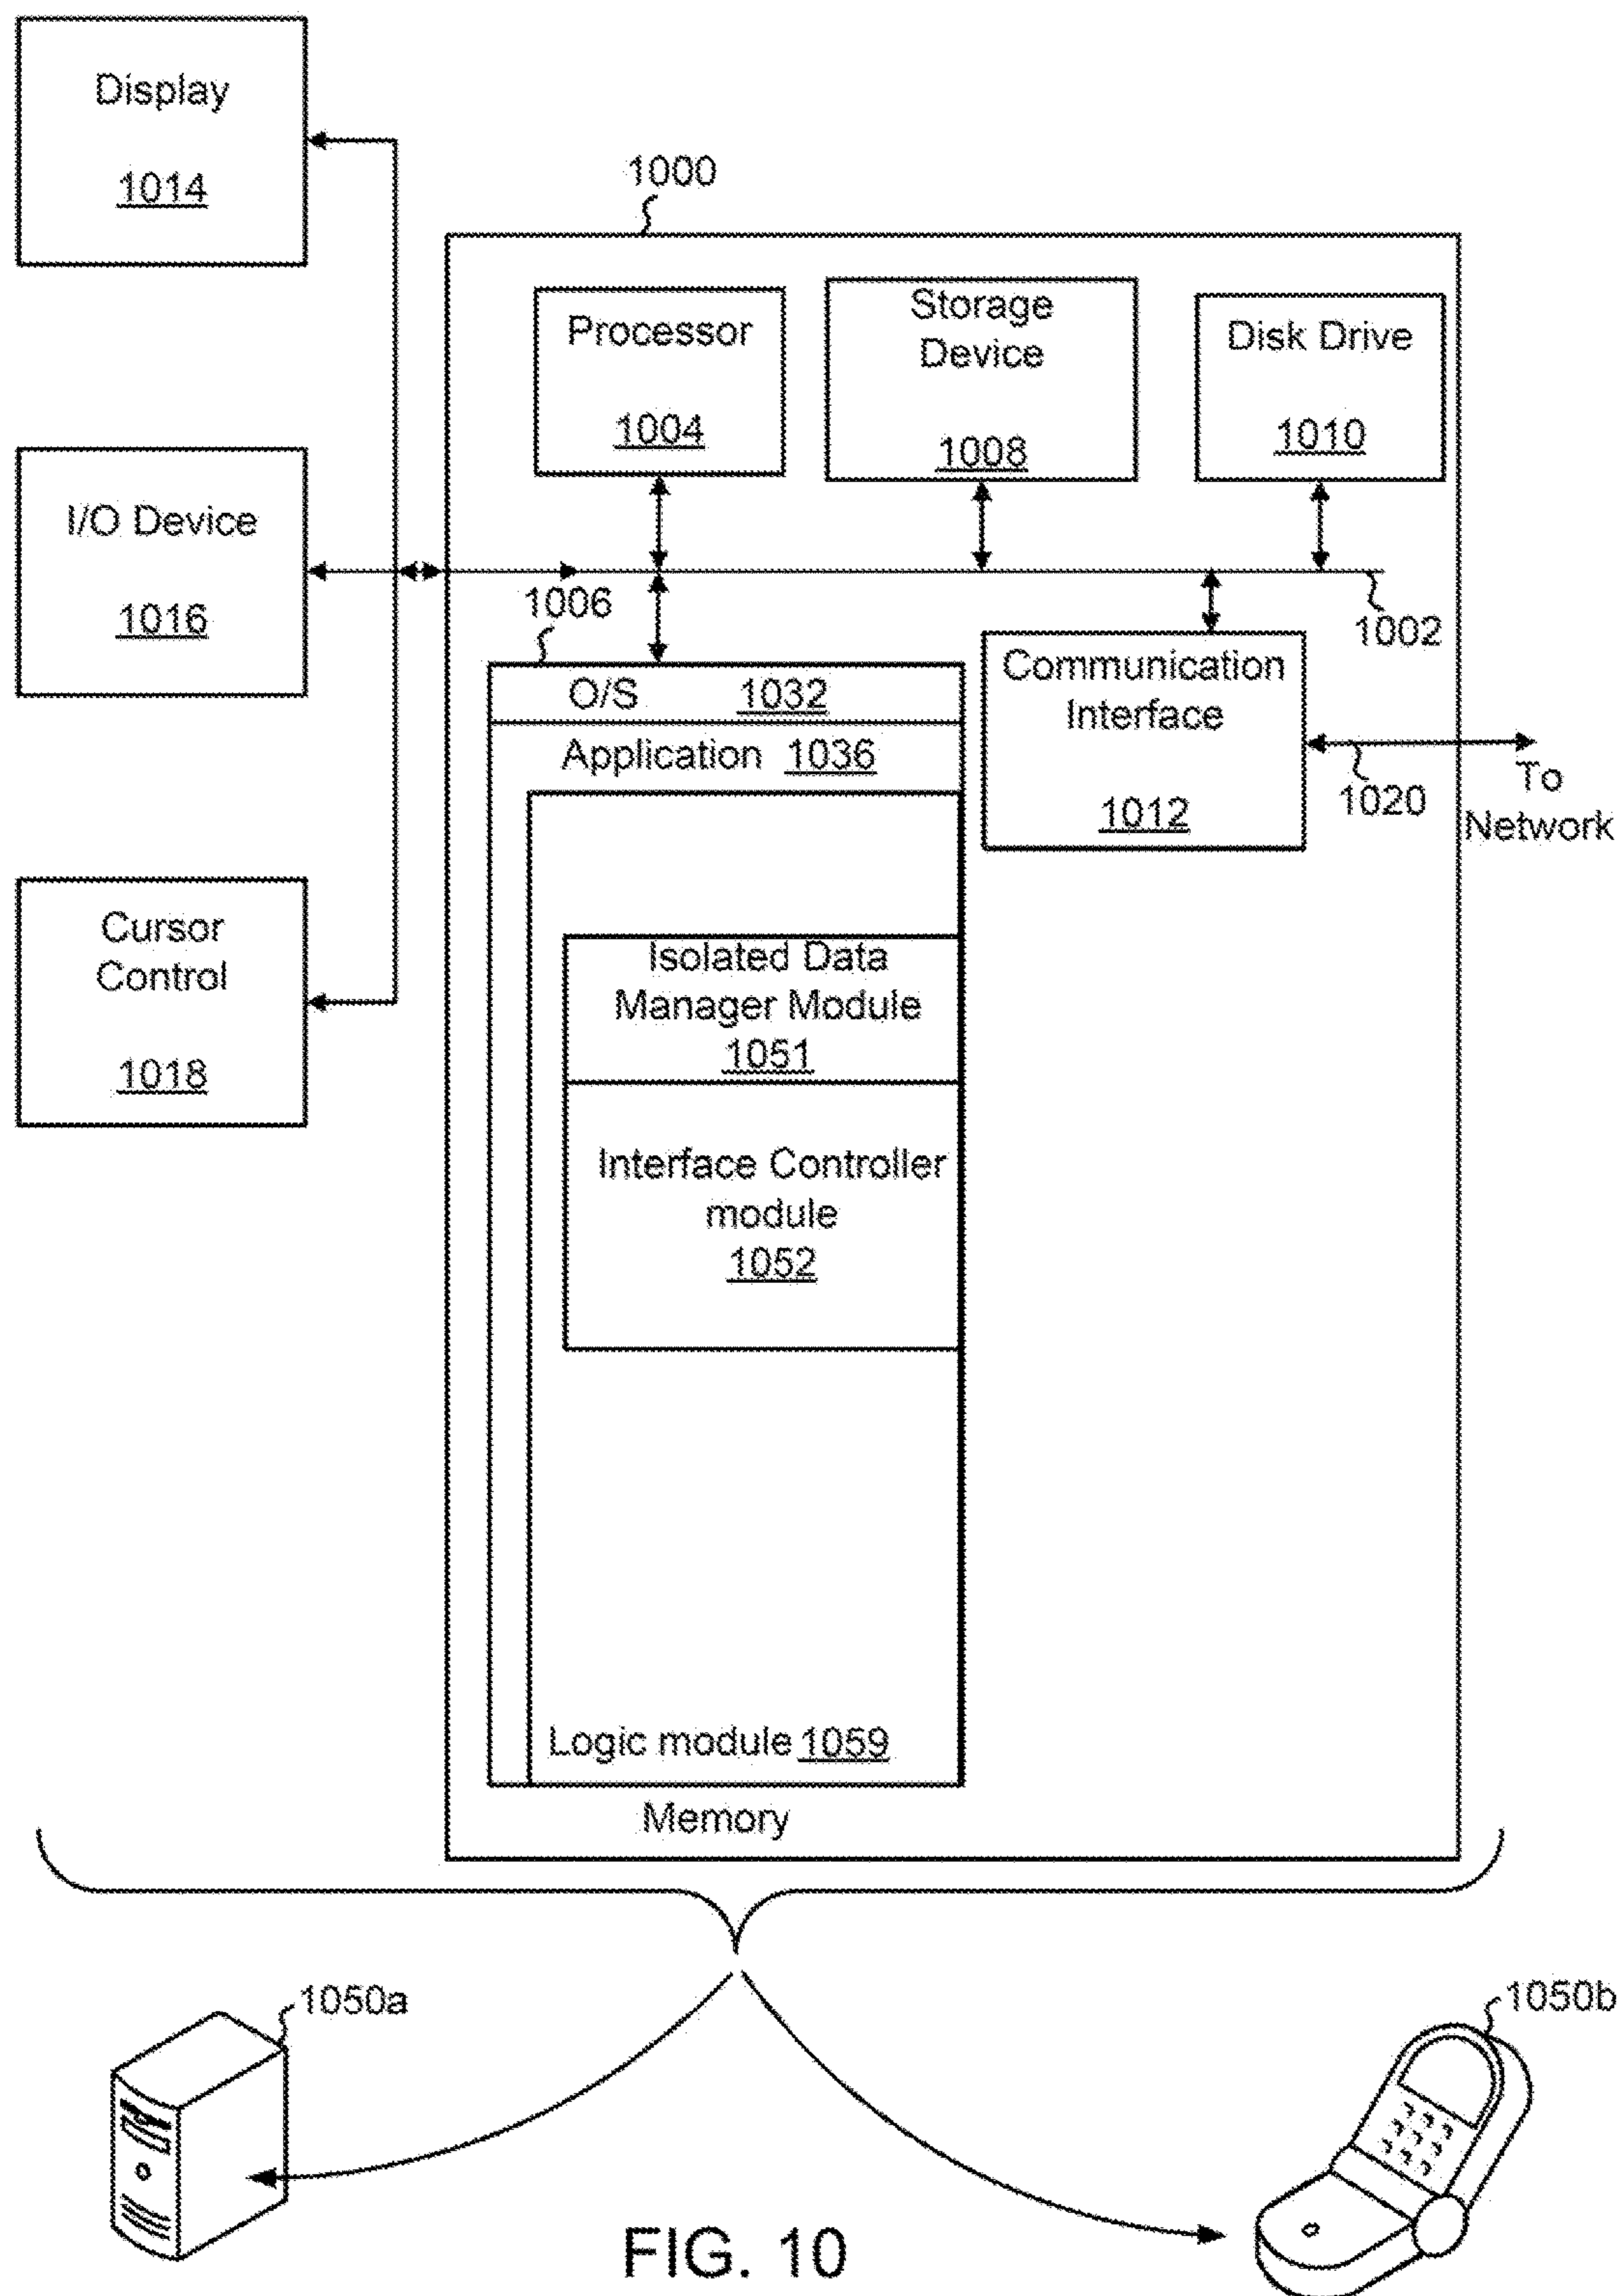 Display
1014
1000
Processor
1004
Storage
Device
1008
Disk Drive
1010
I/O Device
1016
1006
1002
O/S 1032
Application 1036
Communication
Interface
1012
1020
To
Network
Cursor
Control
1018
Isolated Data
Manager Module
1051
Interface Controller
module
1052
Logic module 1059
Memory
1050a
1050b
FIG. 10